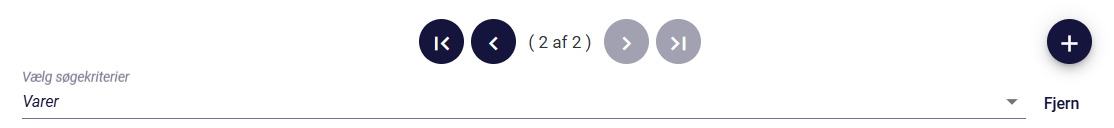 ( 2 af 2 )
Vælg søgekriterier
Varer
Fjern